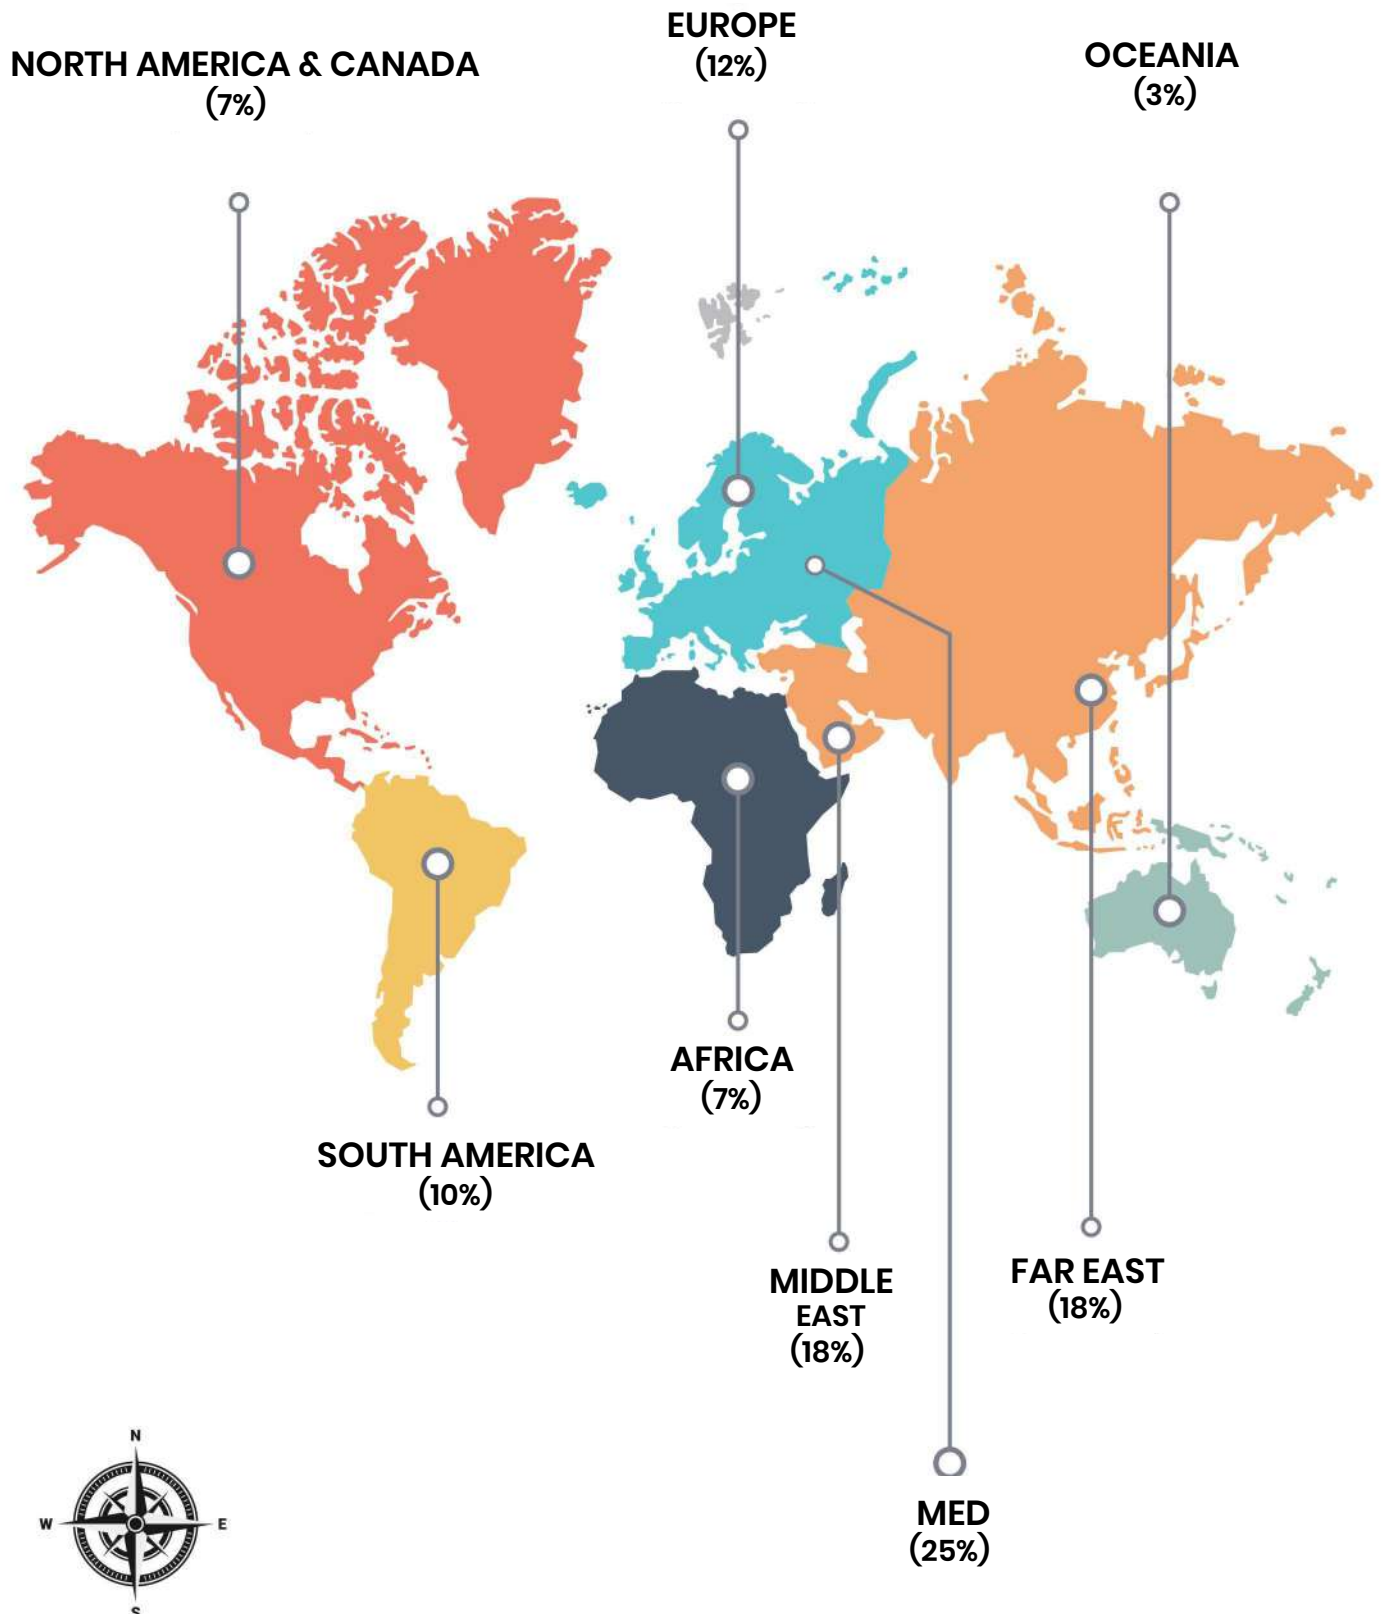 EUROPE
(12%)
NORTH AMERICA & CANADA
(7%)
OCEANIA
(3%)
AFRICA
(7%)
SOUTH AMERICA
(10%)
MIDDLE
EAST
(18%)
FAR EAST
(18%)
MED
(25%)
N
W
E
S